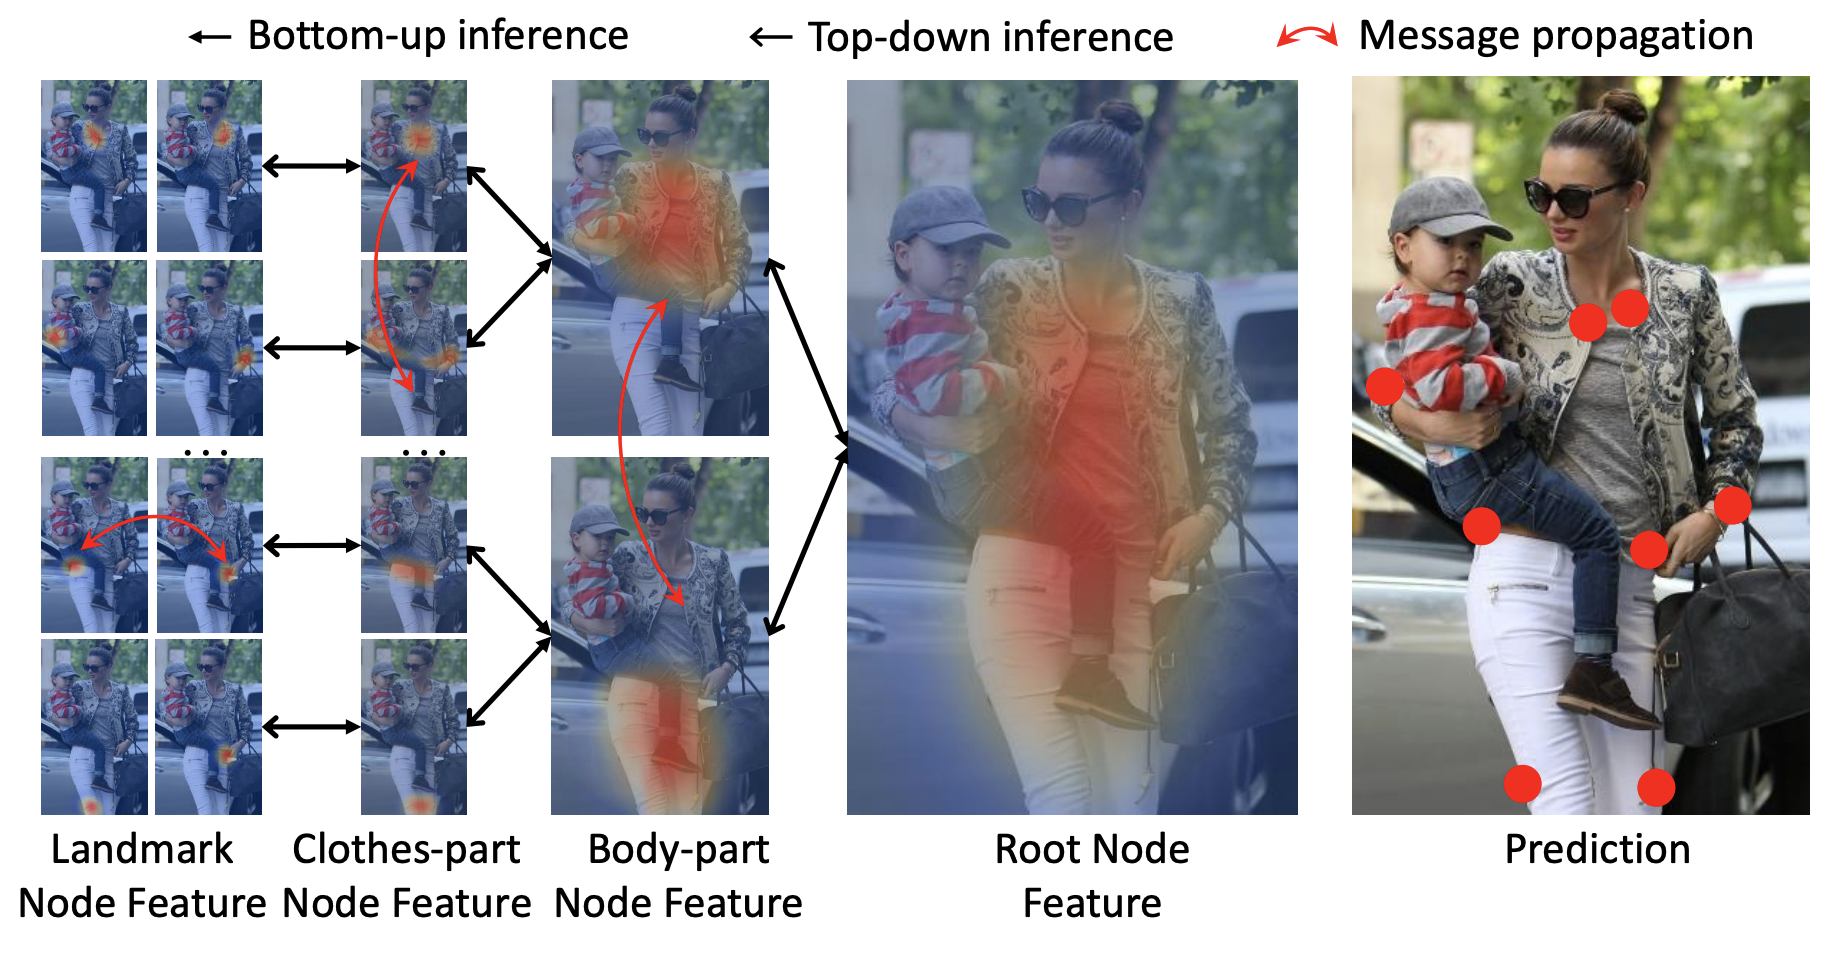 Bottom-up inference
Top-down inference
Message propagation
...
...
Landmark
Node Feature
Clothes-part
Node Feature
Body-part
Node Feature
Root Node
Feature
Prediction